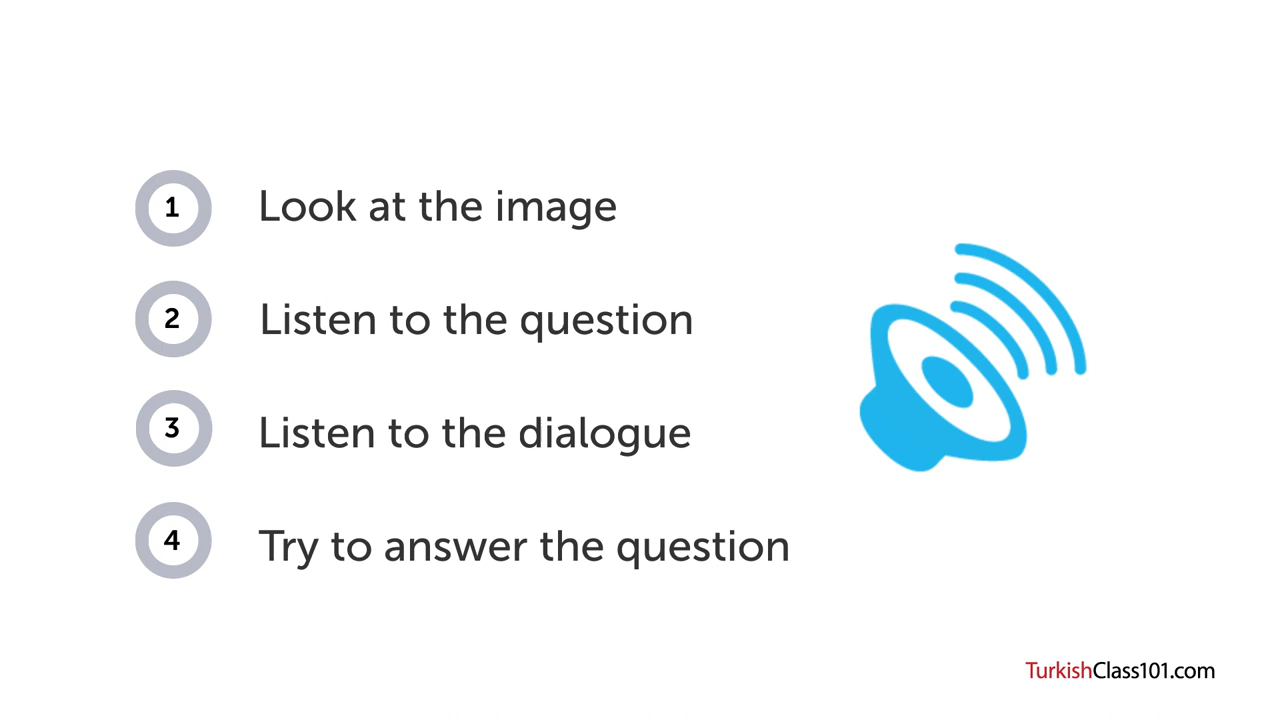 1 Look at the image
2 Listen to the question
3 Listen to the dialogue
4 Try to answer the question
TurkishClass101.com